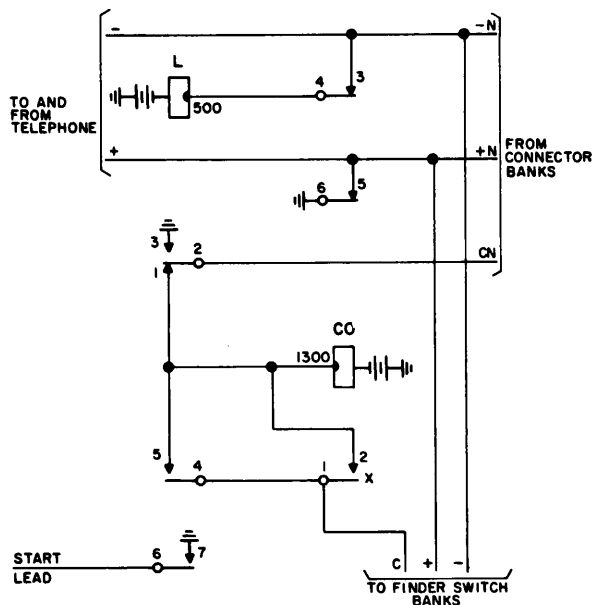 -
-N
L
3
4
500
TO AND
FROM
TELEPHONE
+
+N
FROM
CONNECTOR
BANKS
5
6
3
2
1
CN
CO
1300
5
4
1
2
X
START
LEAD
6
7
C + -
TO FINDER SWITCH
BANKS